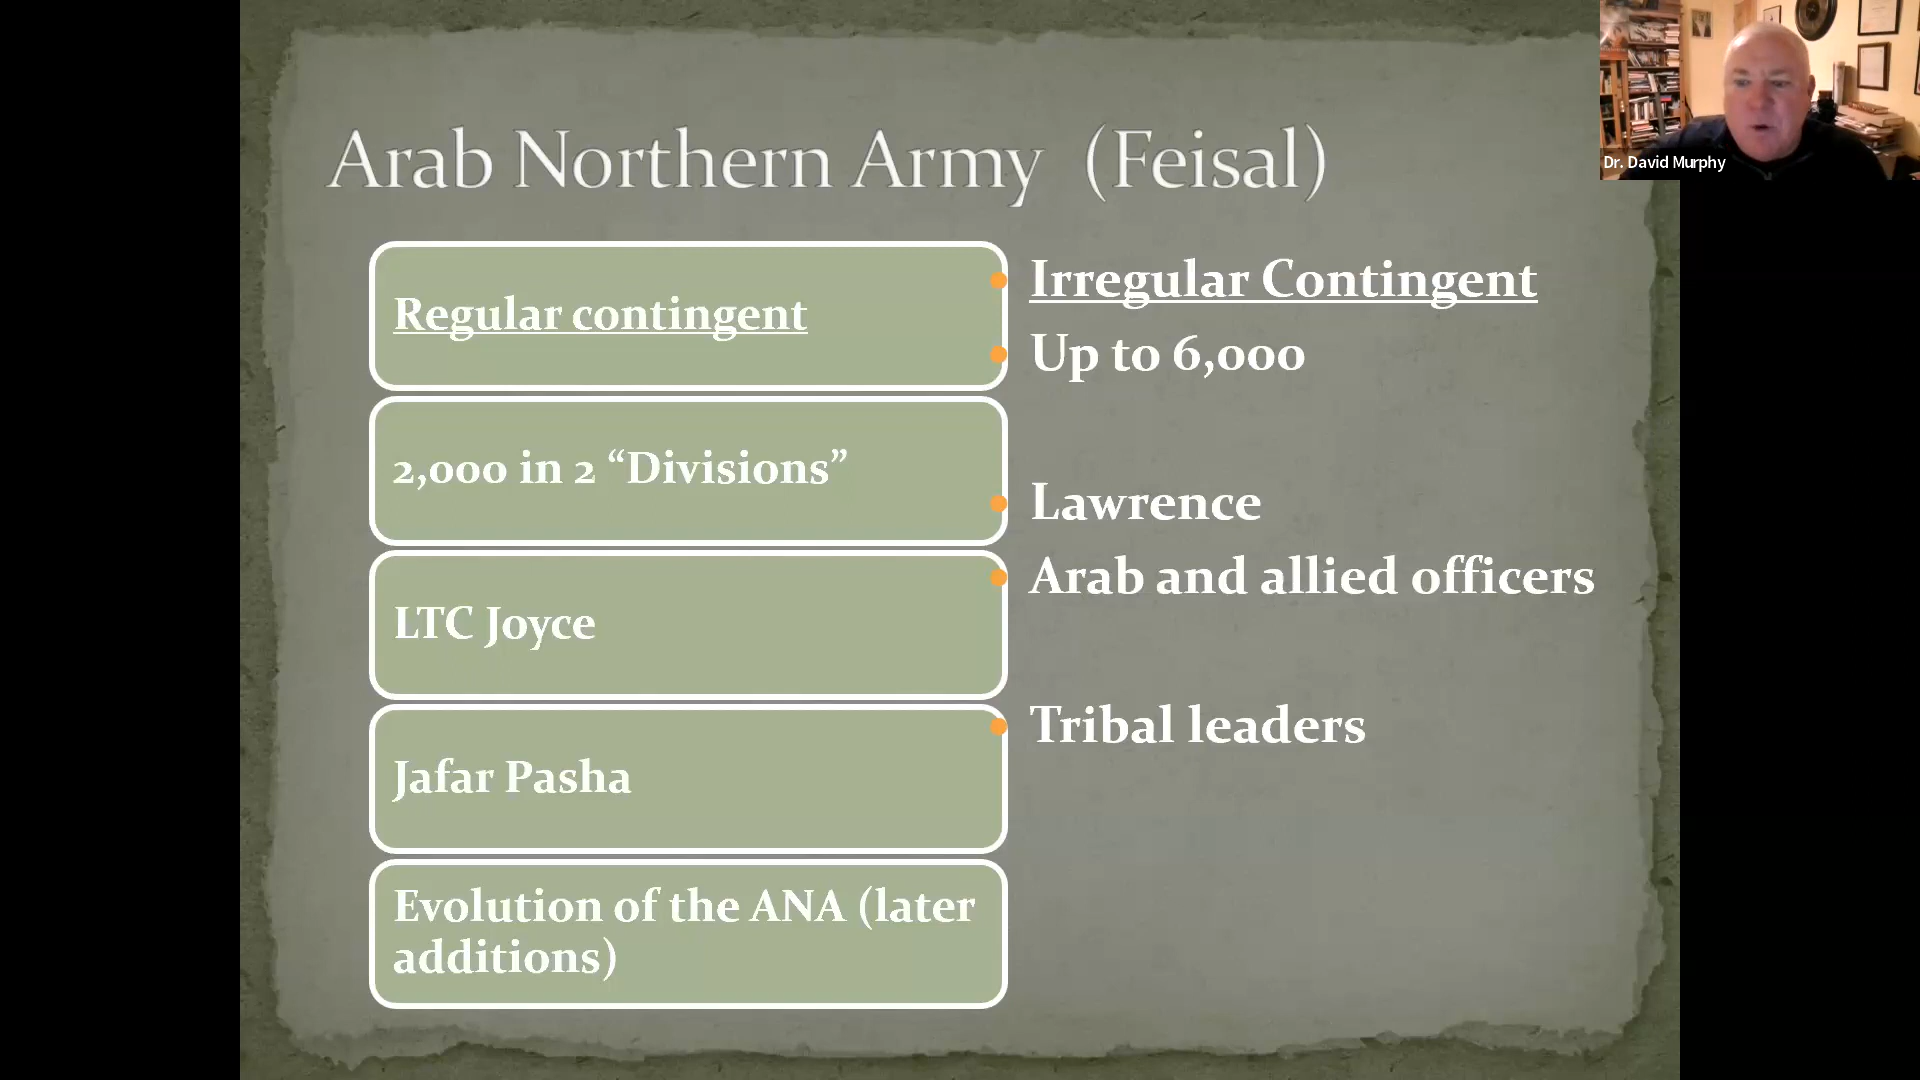 Arab Northern Army (Feisal)
Regular contingent
2,000 in 2 “Divisions”
LTC Joyce
Jafar Pasha
Evolution of the ANA (later
additions)
Irregular Contingent
Up to 6,000
Lawrence
Arab and allied officers
Tribal leaders
Dr. David Murphy